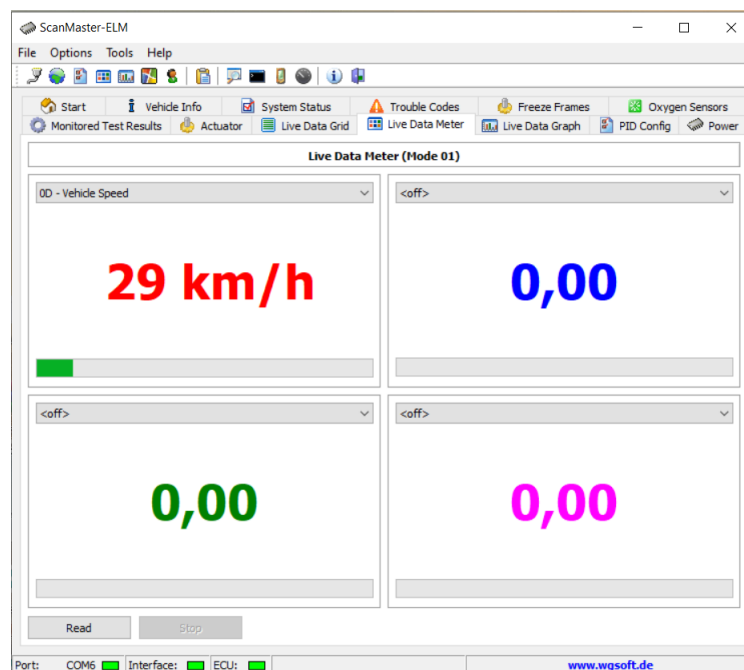 ScanMaster-ELM
File Options Tools Help
Start Vehicle Info System Status Trouble Codes Freeze Frames Oxygen Sensors
Monitored Test Results Actuator Live Data Grid Live Data Meter Live Data Graph PID Config Power
Live Data Meter (Mode 01)
0D - Vehicle Speed
29 km/h
<off>
0,00
<off>
0,00
<off>
0,00
Read Stop
Port: COM6 Interface: ECU: www.wgsoft.de